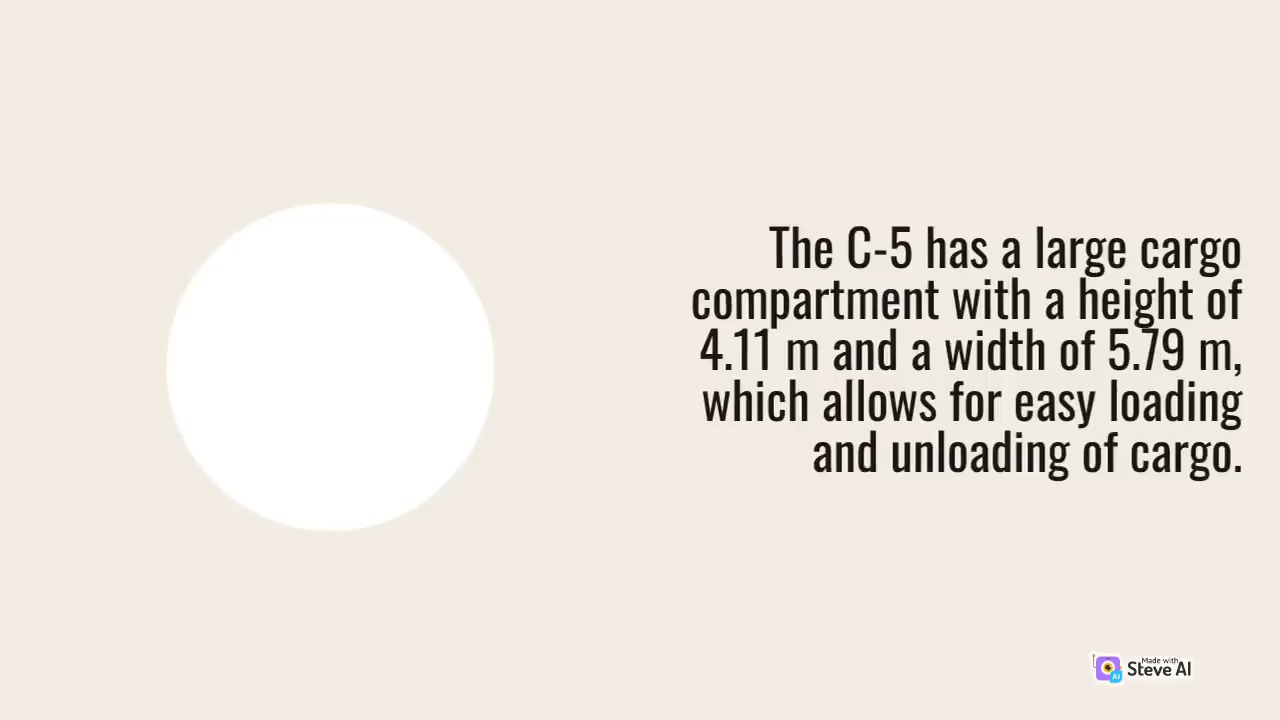 The C-5 has a large cargo
compartment with a height of
4.11 m and a width of 5.79 m,
which allows for easy loading
and unloading of cargo.
Made with
Steve AI
AI